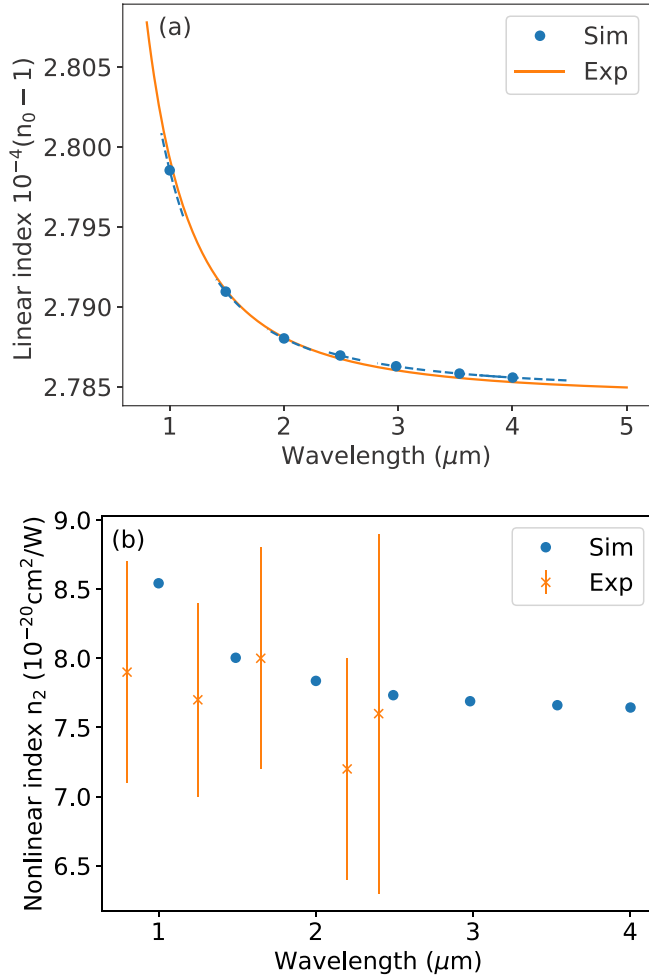 (a)
Sim
Exp
Linear index 10⁻⁴(n₀ − 1)
2.805
2.800
2.795
2.790
2.785
1 2 3 4 5
Wavelength (μm)
(b)
Sim
Exp
Nonlinear index n₂ (10⁻²⁰cm²/W)
9.0
8.5
8.0
7.5
7.0
6.5
1 2 3 4
Wavelength (μm)